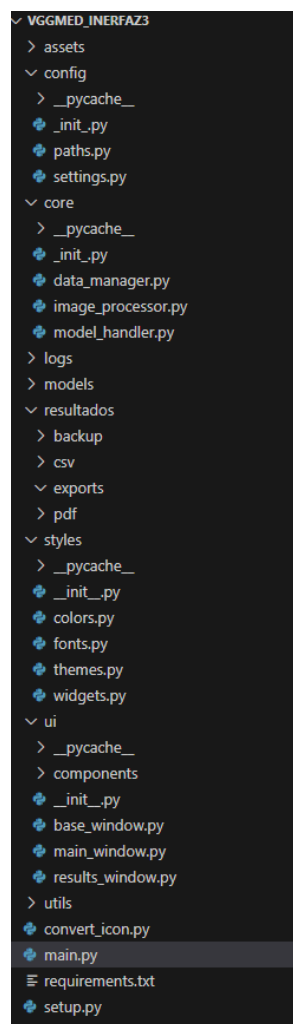 VGGMED_INERFAZ3
assets
config
__pycache__
_init_.py
paths.py
settings.py
core
__pycache__
_init_.py
data_manager.py
image_processor.py
model_handler.py
logs
models
resultados
backup
csv
exports
pdf
styles
__pycache__
__init__.py
colors.py
fonts.py
themes.py
widgets.py
ui
__pycache__
components
__init__.py
base_window.py
main_window.py
results_window.py
utils
convert_icon.py
main.py
requirements.txt
setup.py